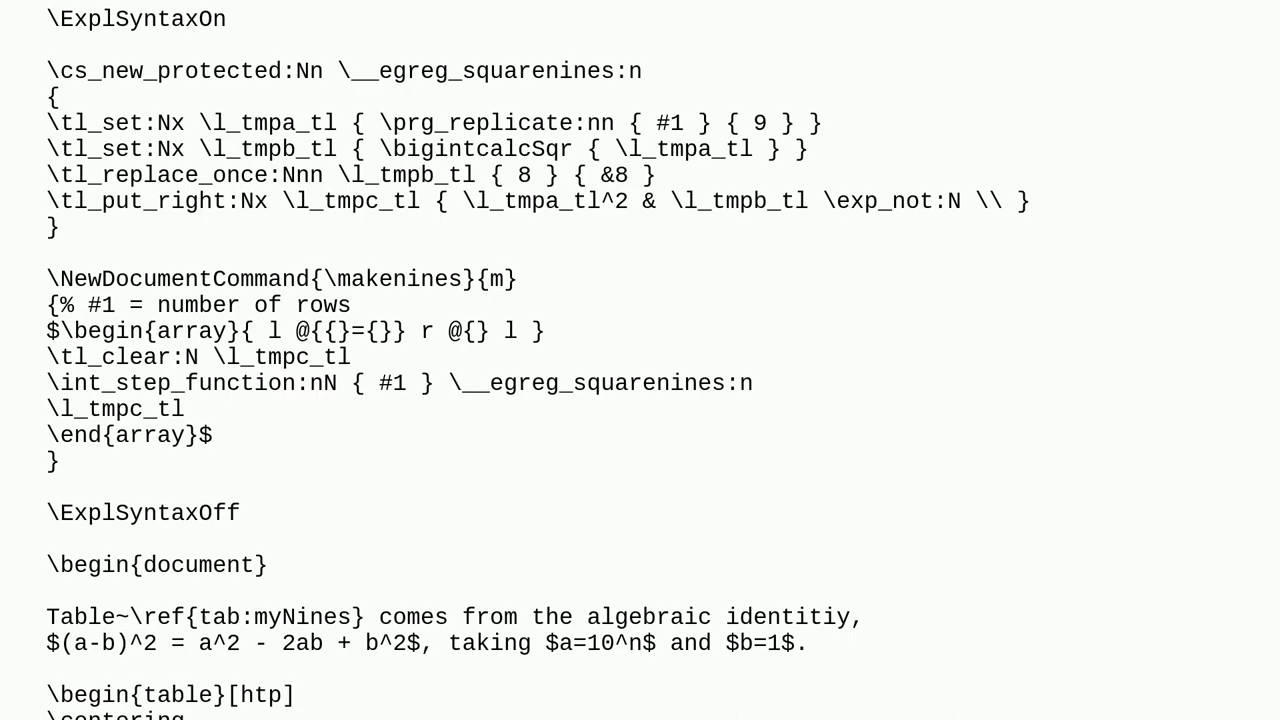 \ExplSyntaxOn
\cs_new_protected:Nn \__egreg_squarenines:n
{
\tl_set:Nx \l_tmpa_tl { \prg_replicate:nn { #1 } { 9 } }
\tl_set:Nx \l_tmpb_tl { \bigintcalcSqr { \l_tmpa_tl } }
\tl_replace_once:Nnn \l_tmpb_tl { 8 } { &8 }
\tl_put_right:Nx \l_tmpc_tl { \l_tmpa_tl^2 & \l_tmpb_tl \exp_not:N \\ }
}
\NewDocumentCommand{\makenines}{m}
{% #1 = number of rows
$\begin{array}{ l @{{}={}} r @{} l }
\tl_clear:N \l_tmpc_tl
\int_step_function:nN { #1 } \__egreg_squarenines:n
\l_tmpc_tl
\end{array}$
}
\ExplSyntaxOff
\begin{document}
Table~\ref{tab:myNines} comes from the algebraic identitiy,
$(a-b)^2 = a^2 - 2ab + b^2$, taking $a=10^n$ and $b=1$.
\begin{table}[htp]
\centering